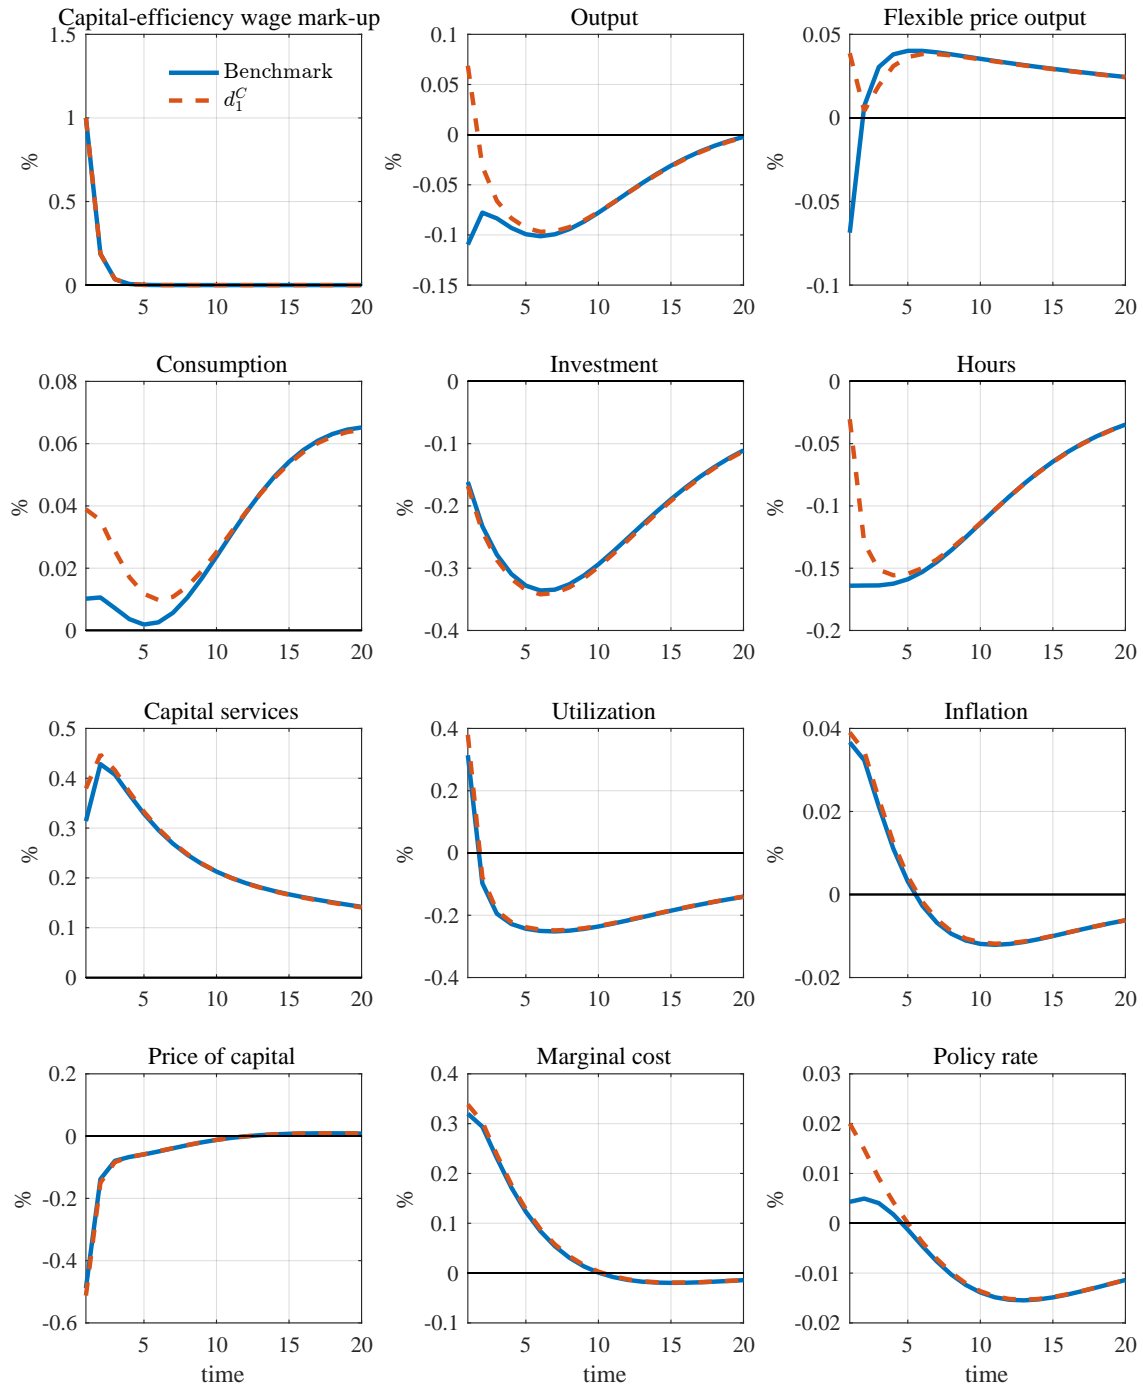 Capital-efficiency wage mark-up
Output
Flexible price output
1.5
1
0.5
0
%
Benchmark
d_1^C
5 10 15 20
0.1
0.05
0
-0.05
-0.1
-0.15
%
5 10 15 20
0.05
0
-0.05
-0.1
%
5 10 15 20
Consumption
Investment
Hours
0.08
0.06
0.04
0.02
0
%
5 10 15 20
0
-0.1
-0.2
-0.3
-0.4
%
5 10 15 20
0
-0.05
-0.1
-0.15
-0.2
%
5 10 15 20
Capital services
Utilization
Inflation
0.5
0.4
0.3
0.2
0.1
0
%
5 10 15 20
0.4
0.2
0
-0.2
-0.4
%
5 10 15 20
0.04
0.02
0
-0.02
%
5 10 15 20
Price of capital
Marginal cost
Policy rate
0.2
0
-0.2
-0.4
-0.6
%
5 10 15 20
time
0.4
0.3
0.2
0.1
0
-0.1
%
5 10 15 20
time
0.03
0.02
0.01
0
-0.01
-0.02
%
5 10 15 20
time